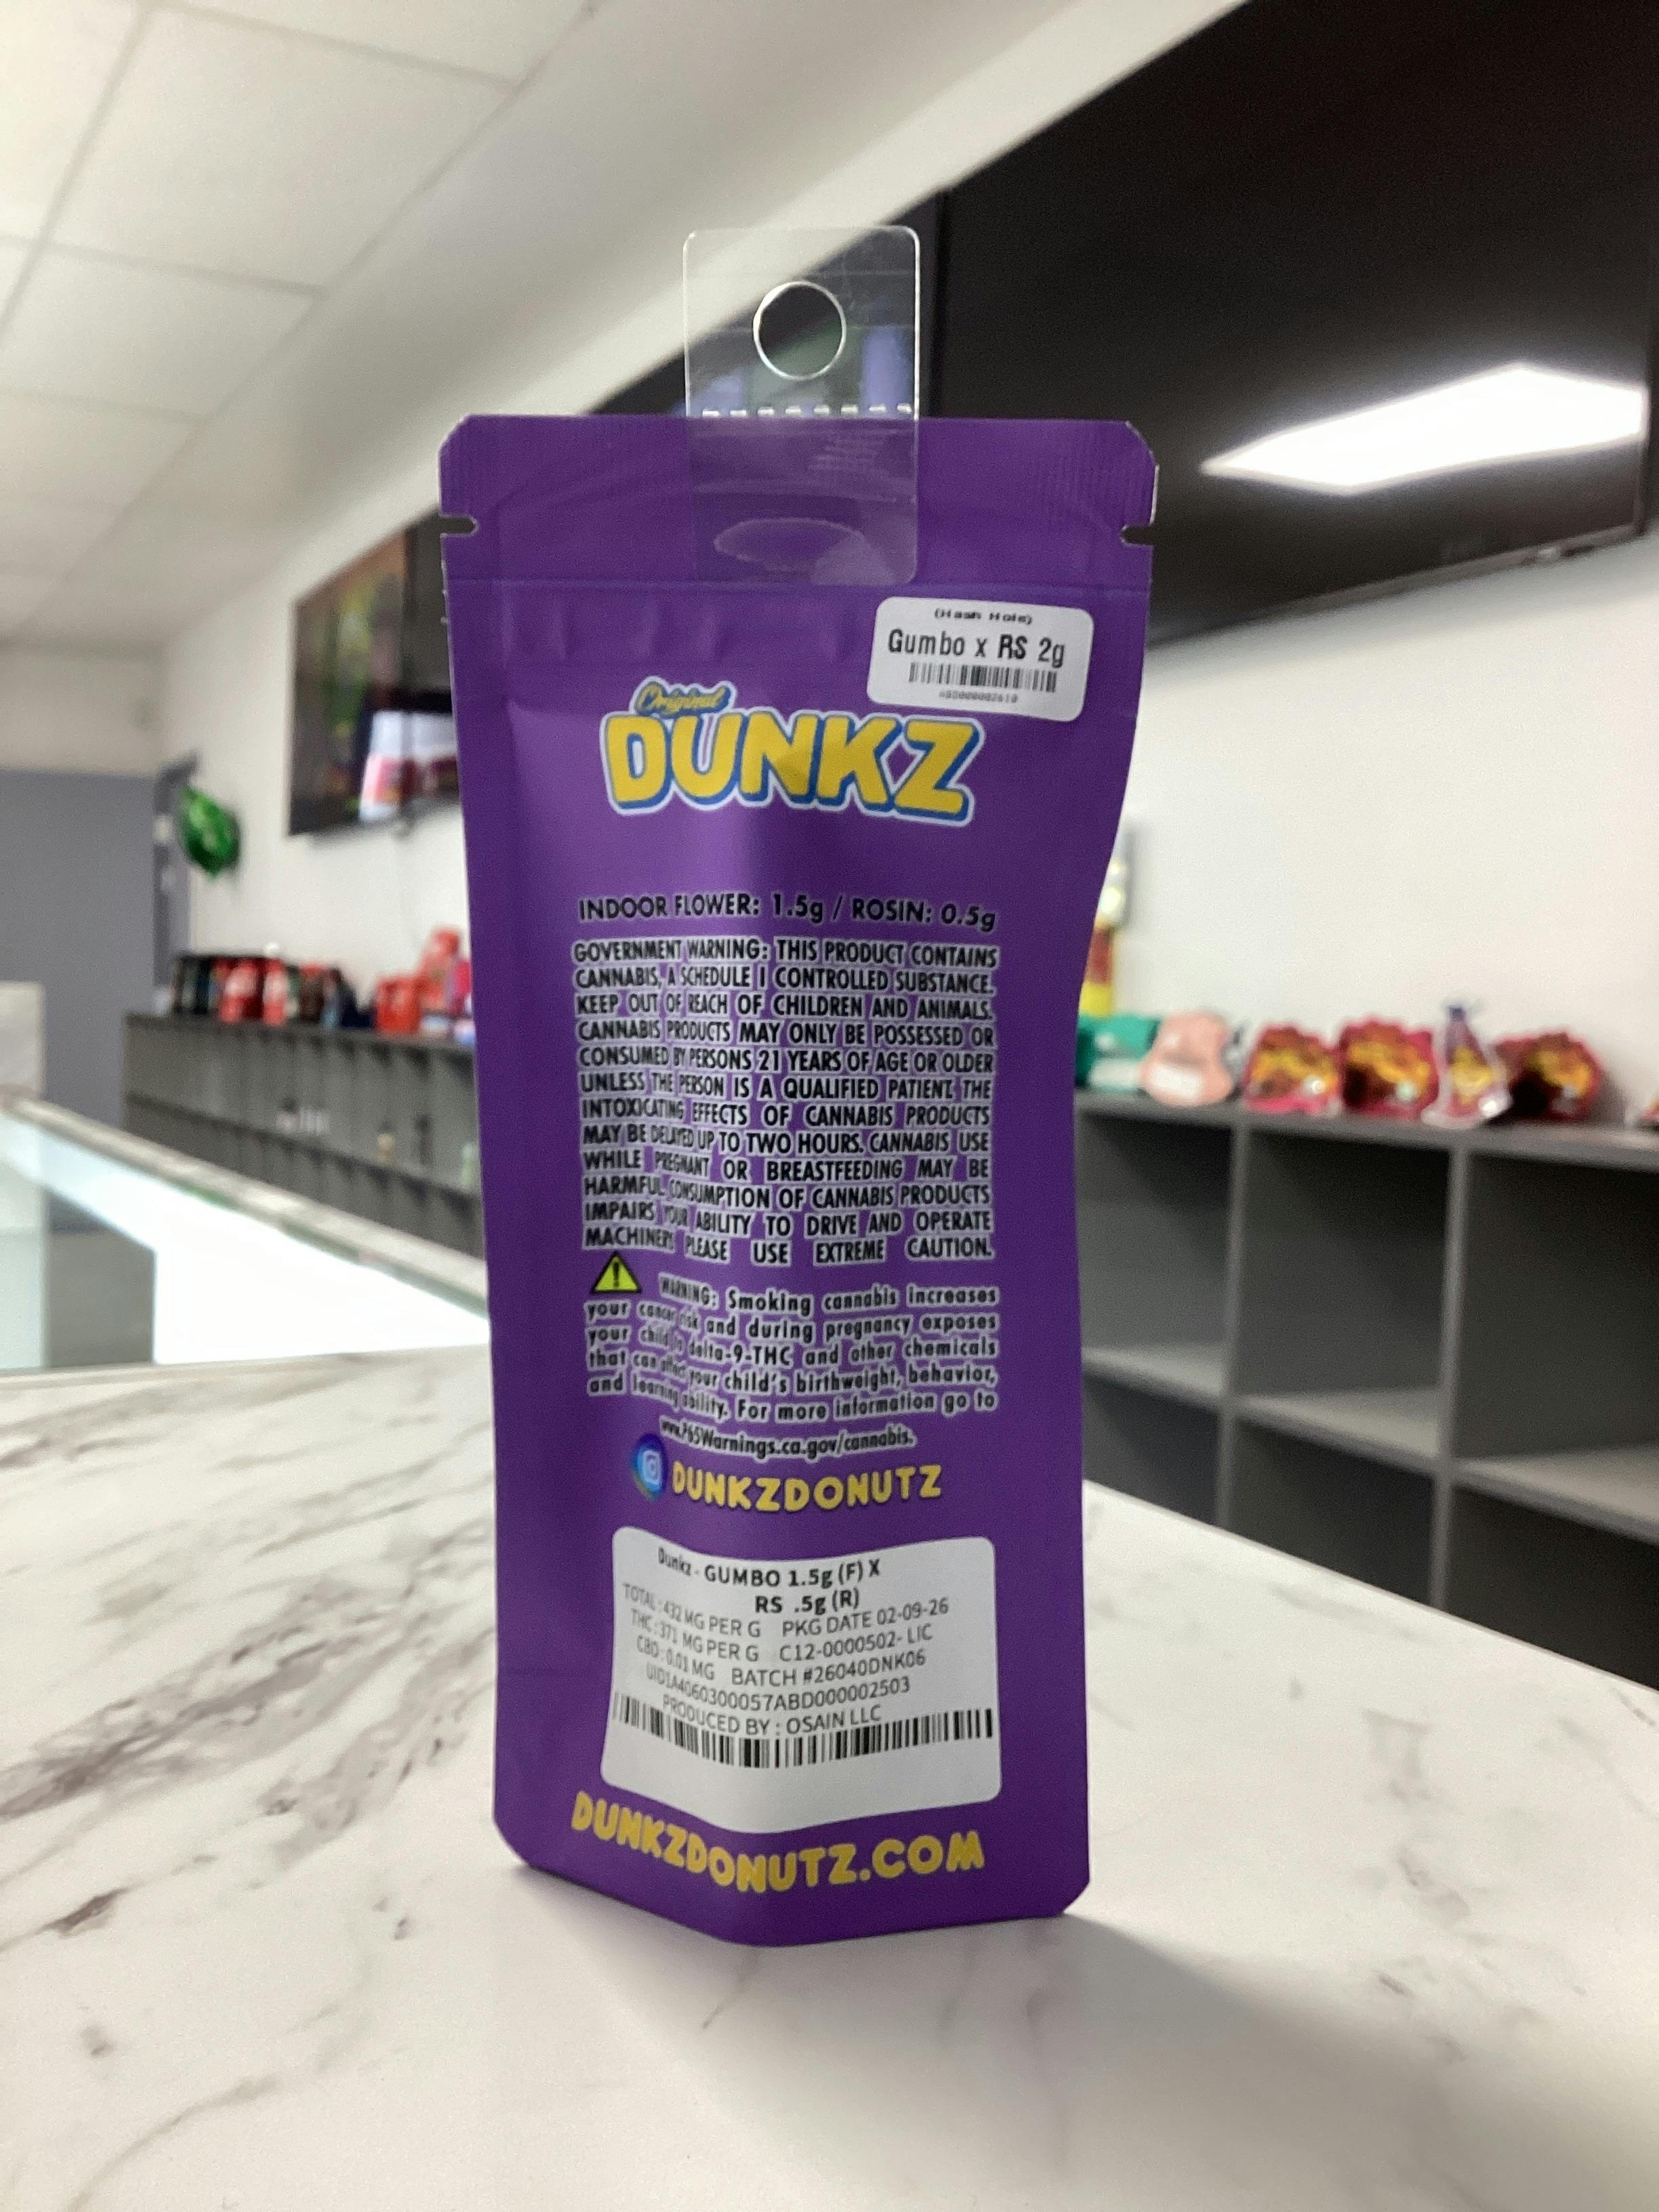 (Hash Hole)
Gumbo x RS 2g
Original
DUNKZ
INDOOR FLOWER: 1.5g / ROSIN: 0.5g
GOVERNMENT WARNING: THIS PRODUCT CONTAINS
CANNABIS, A SCHEDULE I CONTROLLED SUBSTANCE.
KEEP OUT OF REACH OF CHILDREN AND ANIMALS.
CANNABIS PRODUCTS MAY ONLY BE POSSESSED OR
CONSUMED BY PERSONS 21 YEARS OF AGE OR OLDER
UNLESS THE PERSON IS A QUALIFIED PATIENT. THE
INTOXICATING EFFECTS OF CANNABIS PRODUCTS
MAY BE DELAYED UP TO TWO HOURS. CANNABIS USE
WHILE PREGNANT OR BREASTFEEDING MAY BE
HARMFUL. CONSUMPTION OF CANNABIS PRODUCTS
IMPAIRS YOUR ABILITY TO DRIVE AND OPERATE
MACHINERY. PLEASE USE EXTREME CAUTION.
WARNING: Smoking cannabis increases
your cancer risk and during pregnancy exposes
your child to delta-9-THC and other chemicals
that can affect your child's birthweight, behavior,
and learning ability. For more information go to
www.P65Warnings.ca.gov/cannabis.
DUNKZDONUTZ
Dunkz - GUMBO 1.5g (F) X
RS .5g (R)
TOTAL : 432 MG PER G PKG DATE 02-09-26
THC : 371 MG PER G C12-0000502- LIC
CBD : 0.01 MG BATCH #26040DNK06
UID1A4060300057ABD000002503
PRODUCED BY : OSAIN LLC
DUNKZDONUTZ.COM